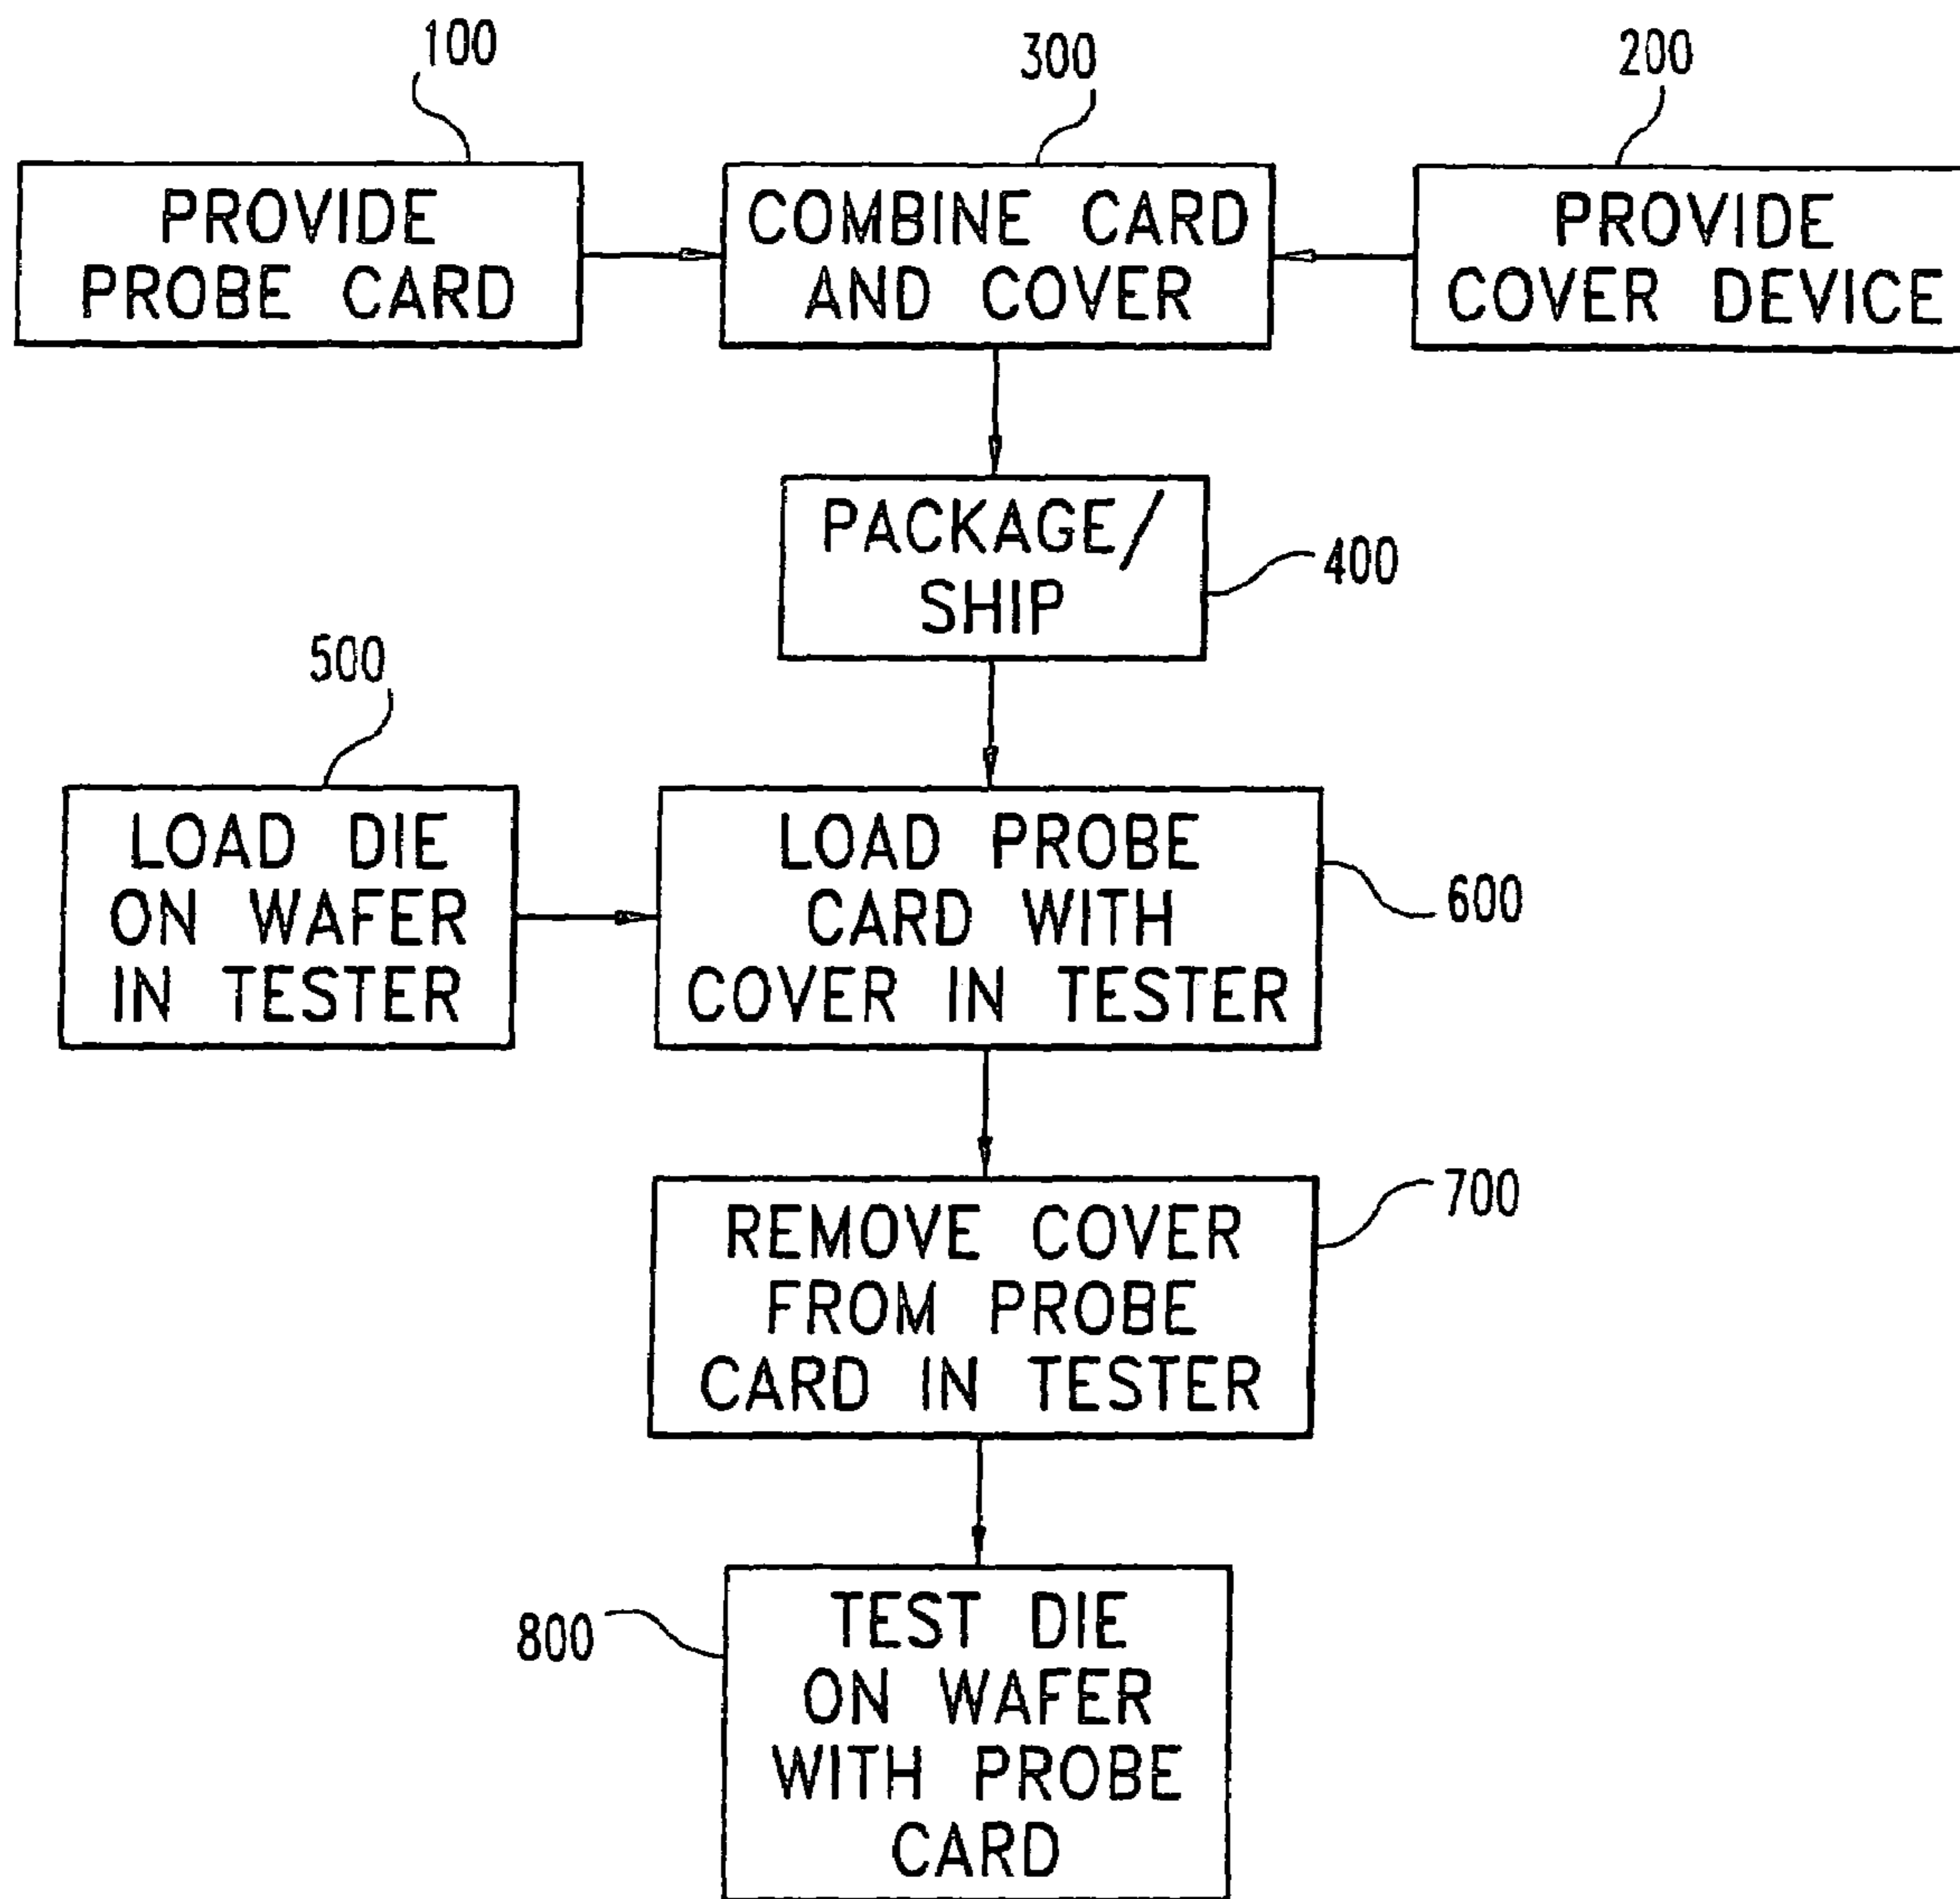 100
300
200
PROVIDE
PROBE CARD
COMBINE CARD
AND COVER
PROVIDE
COVER DEVICE
PACKAGE/
SHIP
400
500
LOAD DIE
ON WAFER
IN TESTER
LOAD PROBE
CARD WITH
COVER IN TESTER
600
REMOVE COVER
FROM PROBE
CARD IN TESTER
700
800
TEST DIE
ON WAFER
WITH PROBE
CARD